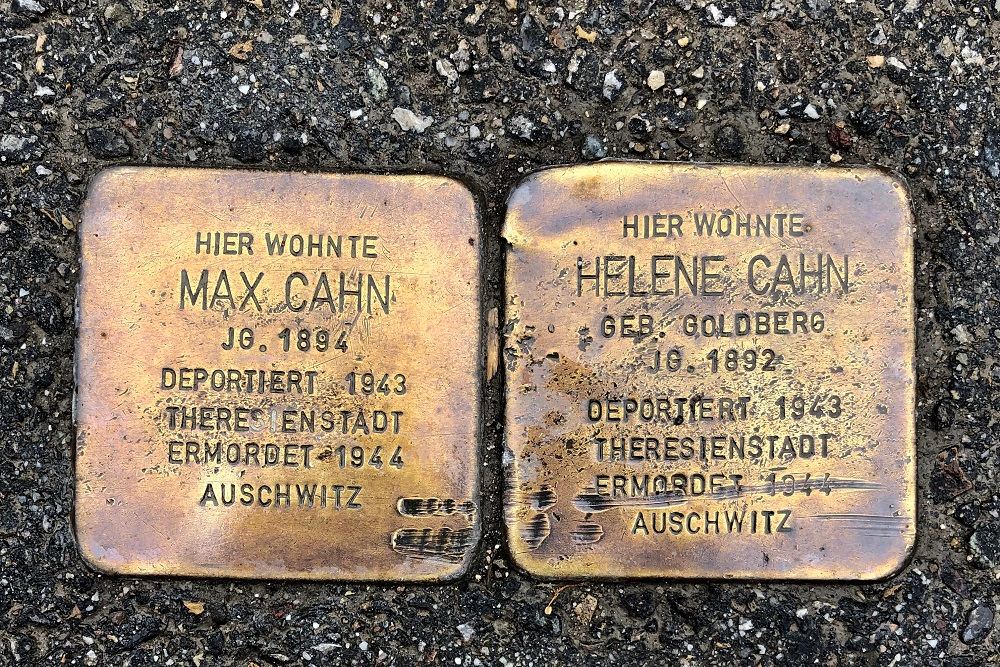 HIER WOHNTE
MAX CAHN
JG. 1894
DEPORTIERT 1943
THERESIENSTADT
ERMORDET 1944
AUSCHWITZ
HIER WOHNTE
HELENE CAHN
GEB. GOLDBERG
JG. 1892
DEPORTIERT 1943
THERESIENSTADT
ERMORDET 1944
AUSCHWITZ